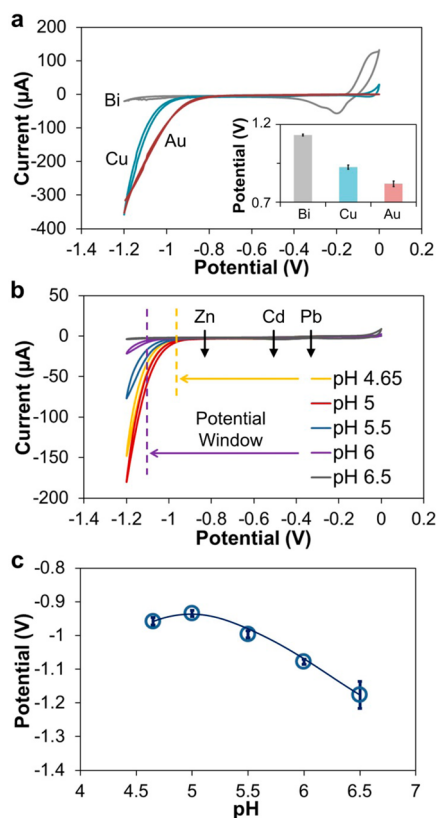 a
200
100
0
-100
-200
-300
-400
Current (μA)
Bi
Cu
Au
Potential (V)
1.2
0.7
Bi Cu Au
-1.4 -1.2 -1 -0.8 -0.6 -0.4 -0.2 0
Potential (V)
b
50
0
-50
-100
-150
-200
Current (μA)
Zn Cd Pb
Potential
Window
pH 4.65
pH 5
pH 5.5
pH 6
pH 6.5
-1.4 -1.2 -1 -0.8 -0.6 -0.4 -0.2 0
Potential (V)
c
-0.8
-0.9
-1
-1.1
-1.2
-1.3
-1.4
Potential (V)
4 4.5 5 5.5 6 6.5 7
pH